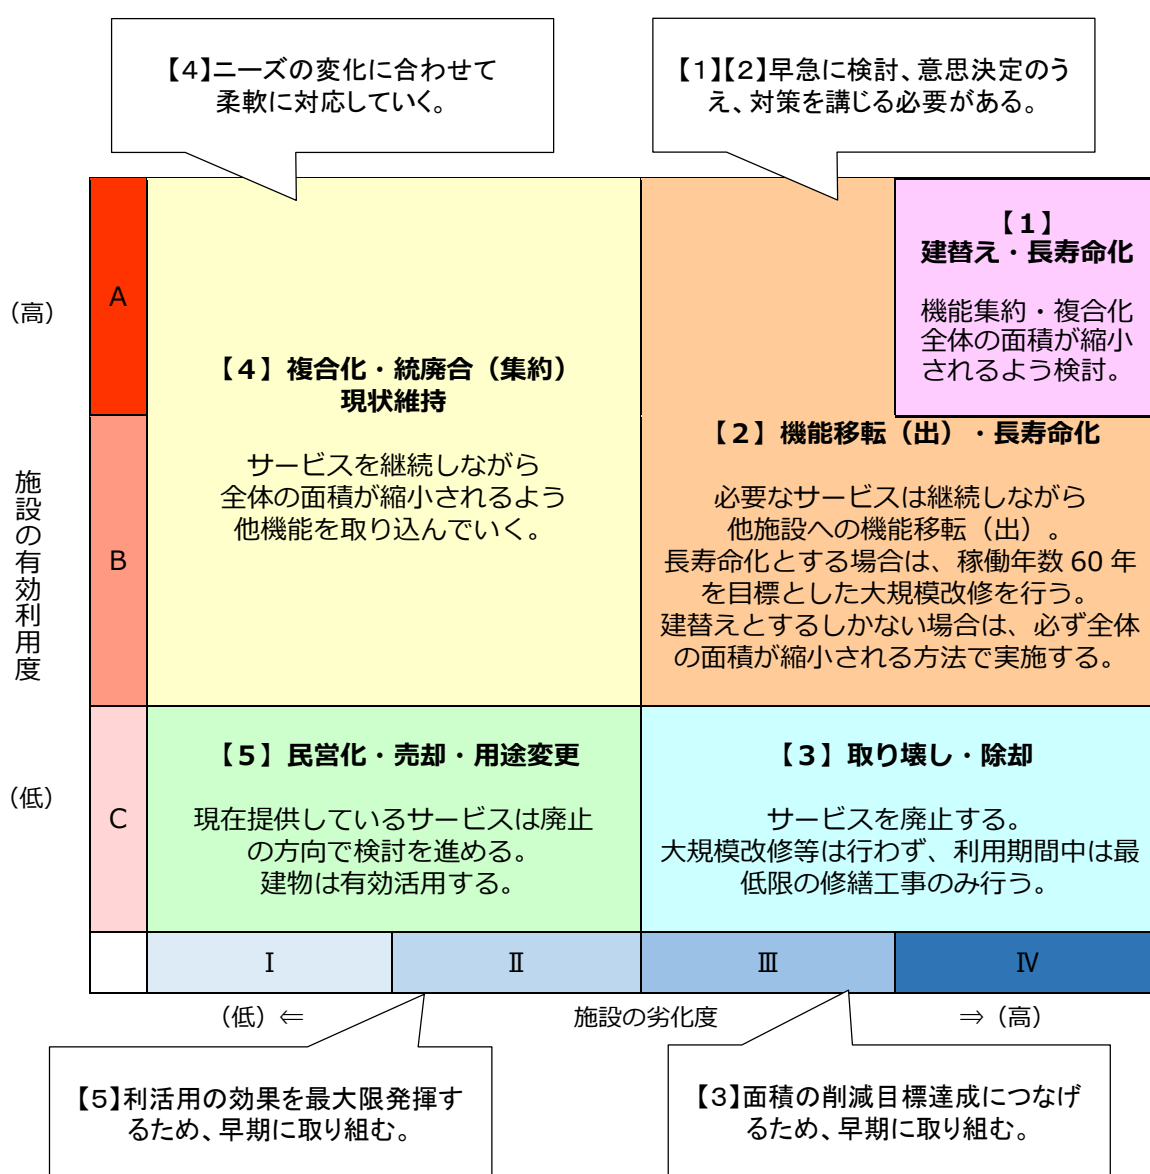 【4】ニーズの変化に合わせて
柔軟に対応していく。
【1】【2】早急に検討、意思決定のう
え、対策を講じる必要がある。
（高）
A
【4】複合化・統廃合（集約）
現状維持
サービスを継続しながら
全体の面積が縮小されるよう
他機能を取り込んでいく。
【1】
建替え・長寿命化
機能集約・複合化
全体の面積が縮小
されるよう検討。
施設の有効利用度
B
【2】機能移転（出）・長寿命化
必要なサービスは継続しながら
他施設への機能移転（出）。
長寿命化とする場合は、稼働年数 60 年
を目標とした大規模改修を行う。
建替えとするしかない場合は、必ず全体
の面積が縮小される方法で実施する。
（低）
C
【5】民営化・売却・用途変更
現在提供しているサービスは廃止
の方向で検討を進める。
建物は有効活用する。
【3】取り壊し・除却
サービスを廃止する。
大規模改修等は行わず、利用期間中は最
低限の修繕工事のみ行う。
Ⅰ
Ⅱ
Ⅲ
Ⅳ
（低）⇐
施設の劣化度
⇒（高）
【5】利活用の効果を最大限発揮す
るため、早期に取り組む。
【3】面積の削減目標達成につなげ
るため、早期に取り組む。